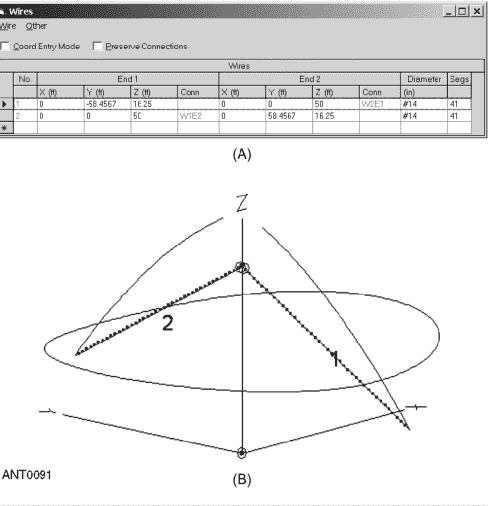 Wires
Wire Other
Coord Entry Mode Preserve Connections
Wires
No. End 1 End 2 Diameter Segs
X (ft) Y (ft) Z (ft) Conn X (ft) Y (ft) Z (ft) Conn (in)
1 0 -58.4567 16.25 0 0 50 W2E1 #14 41
2 0 0 50 W1E2 0 58.4567 16.25 #14 41
(A)
Z
2
1
ANT0091
(B)